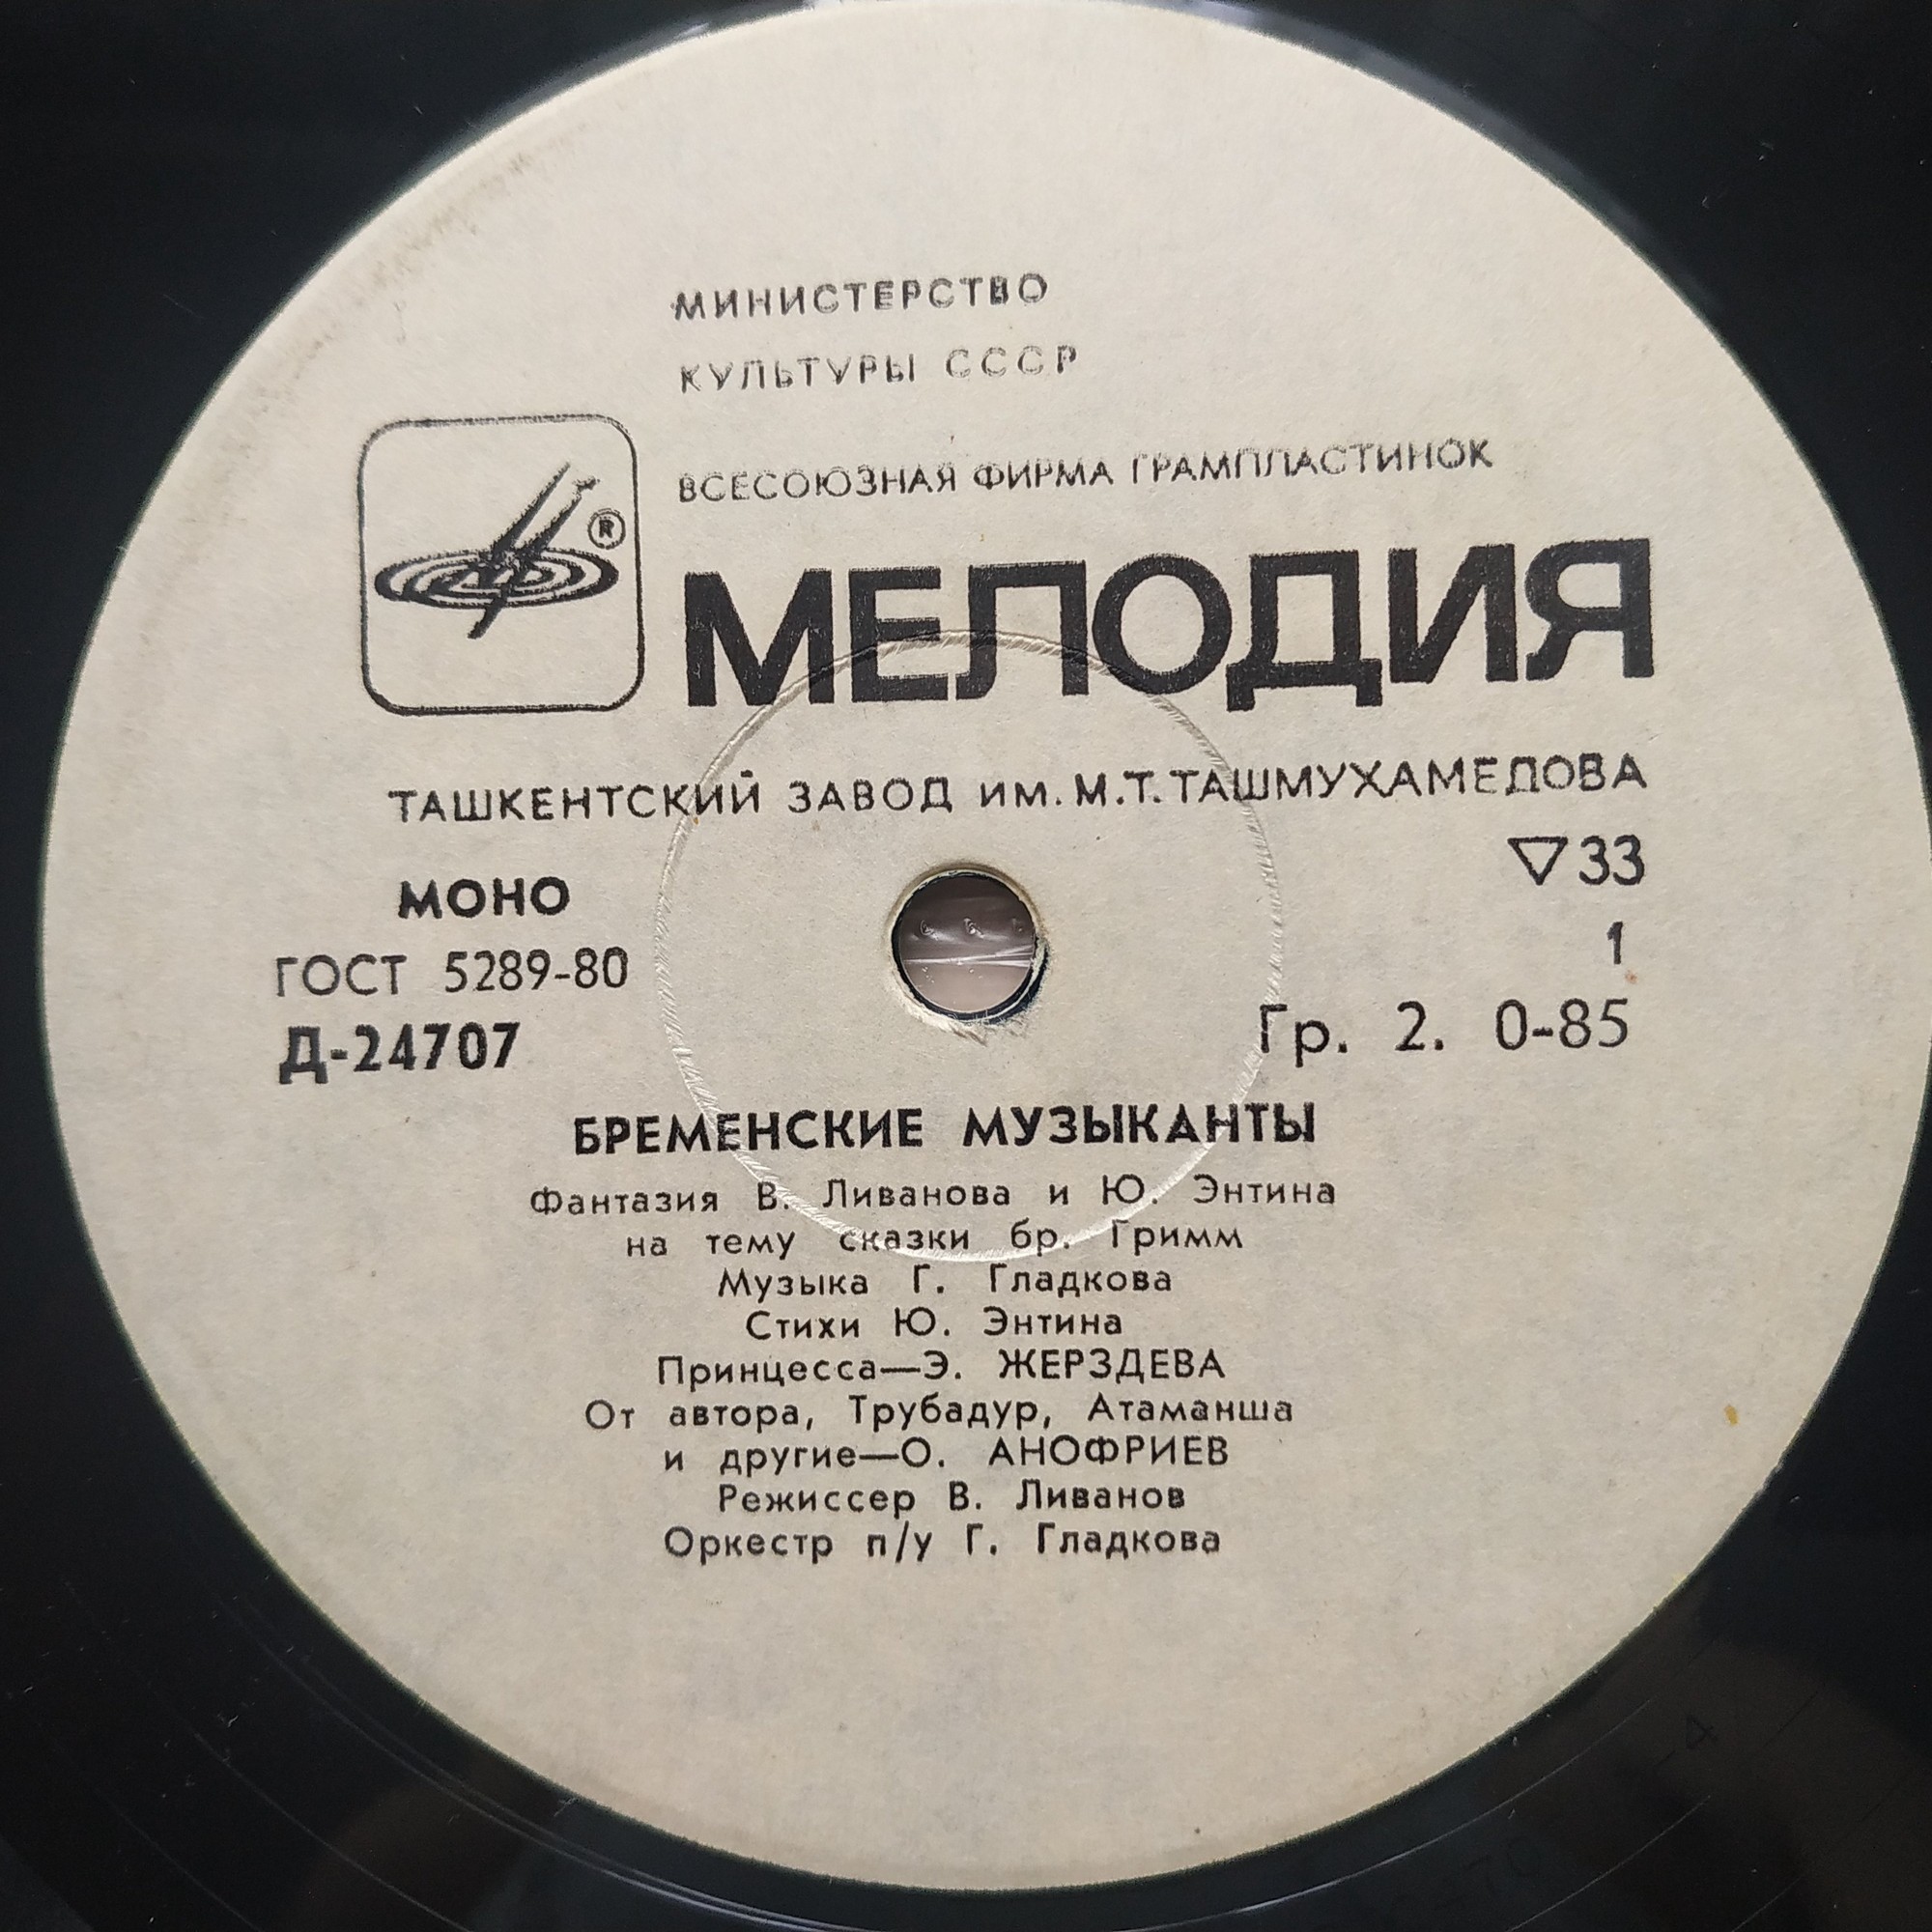 МИНИСТЕРСТВО
КУЛЬТУРЫ СССР
ВСЕСОЮЗНАЯ ФИРМА ГРАМПЛАСТИНОК
®
МЕЛОДИЯ
ТАШКЕНТСКИЙ ЗАВОД ИМ. М.Т. ТАШМУХАМЕДОВА
МОНО
▽33
ГОСТ 5289-80
1
Д-24707
Гр. 2. 0-85
БРЕМЕНСКИЕ МУЗЫКАНТЫ
Фантазия В. Ливанова и Ю. Энтина
на тему сказки бр. Гримм
Музыка Г. Гладкова
Стихи Ю. Энтина
Принцесса—Э. ЖЕРЗДЕВА
От автора, Трубадур, Атаманша
и другие—О. АНОФРИЕВ
Режиссер В. Ливанов
Оркестр п/у Г. Гладкова